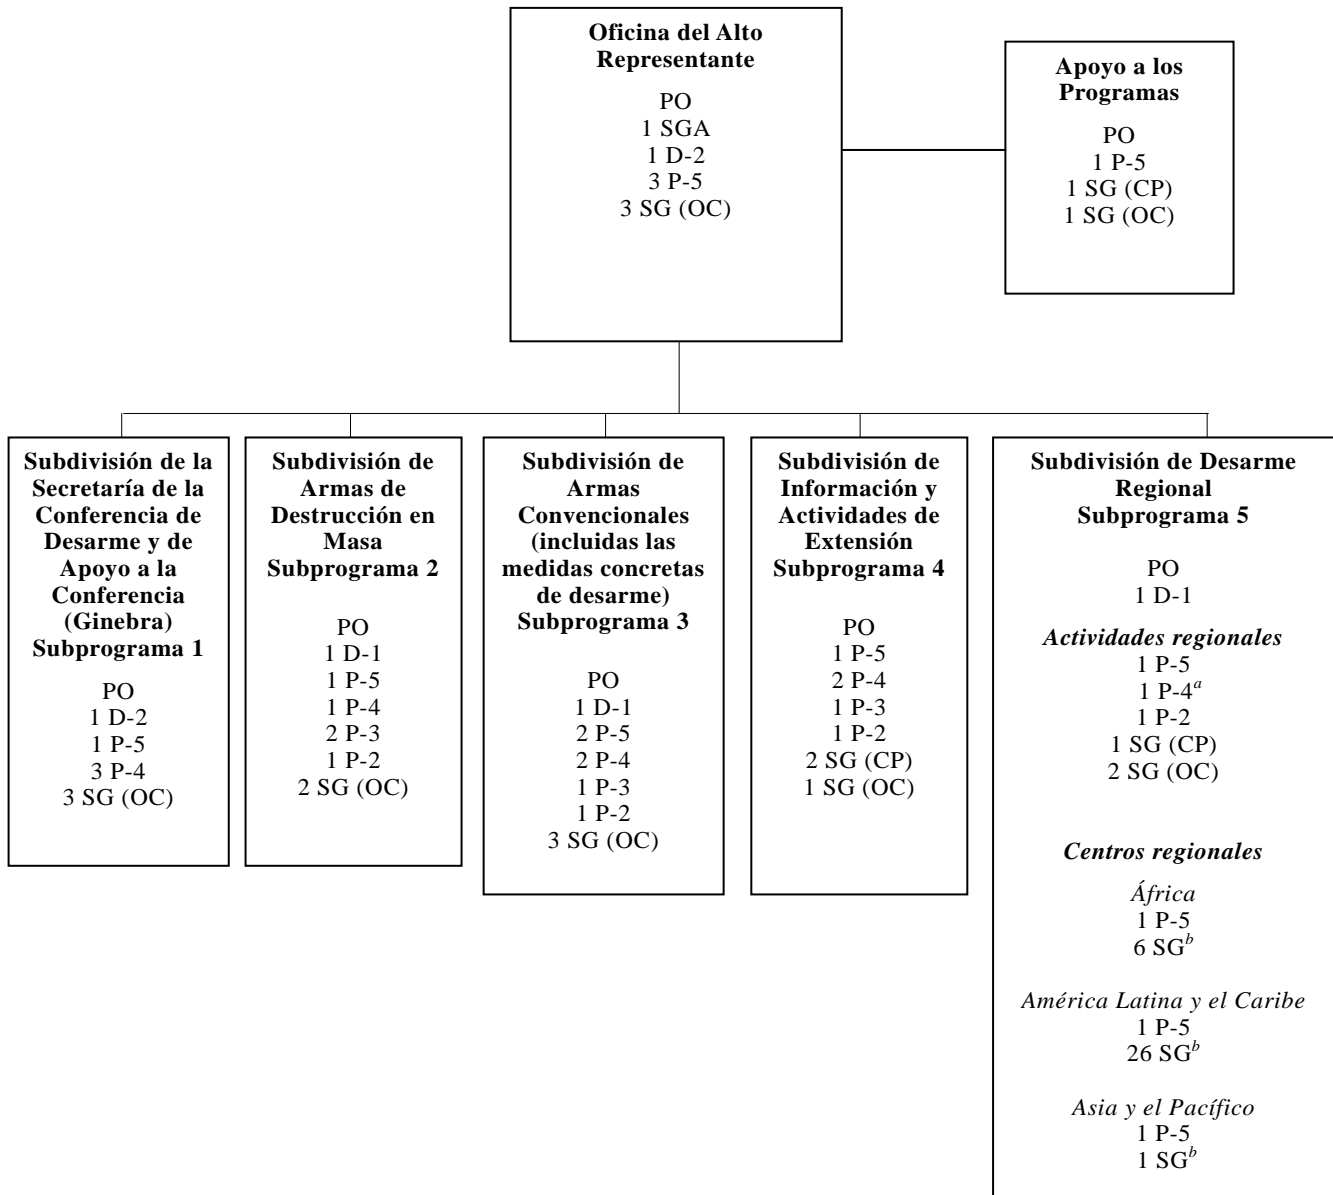 Oficina del Alto
Representante
PO
1 SGA
1 D-2
3 P-5
3 SG (OC)
Apoyo a los
Programas
PO
1 P-5
1 SG (CP)
1 SG (OC)
Subdivisión de la
Secretaría de la
Conferencia de
Desarme y de
Apoyo a la
Conferencia
(Ginebra)
Subprograma 1
PO
1 D-2
1 P-5
3 P-4
3 SG (OC)
Subdivisión de
Armas de
Destrucción en
Masa
Subprograma 2
PO
1 D-1
1 P-5
1 P-4
2 P-3
1 P-2
2 SG (OC)
Subdivisión de
Armas
Convencionales
(incluidas las
medidas concretas
de desarme)
Subprograma 3
PO
1 D-1
2 P-5
2 P-4
1 P-3
1 P-2
3 SG (OC)
Subdivisión de
Información y
Actividades de
Extensión
Subprograma 4
PO
1 P-5
2 P-4
1 P-3
1 P-2
2 SG (CP)
1 SG (OC)
Subdivisión de Desarme
Regional
Subprograma 5
PO
1 D-1
Actividades regionales
1 P-5
1 P-4a
1 P-2
1 SG (CP)
2 SG (OC)
Centros regionales
África
1 P-5
6 SGb
América Latina y el Caribe
1 P-5
26 SGb
Asia y el Pacífico
1 P-5
1 SGb